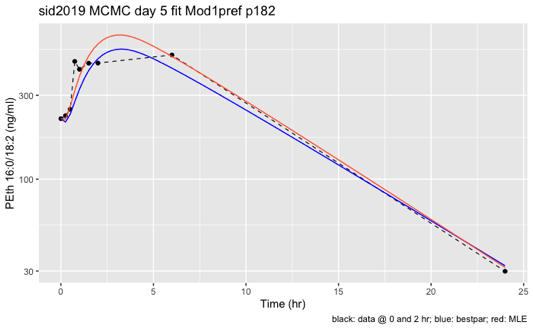 sid2019 MCMC day 5 fit Mod1pref p182
PEth 16:0/18:2 (ng/ml)
300
100
30
0
5
10
15
20
25
Time (hr)
black: data @ 0 and 2 hr; blue: bestpar; red: MLE